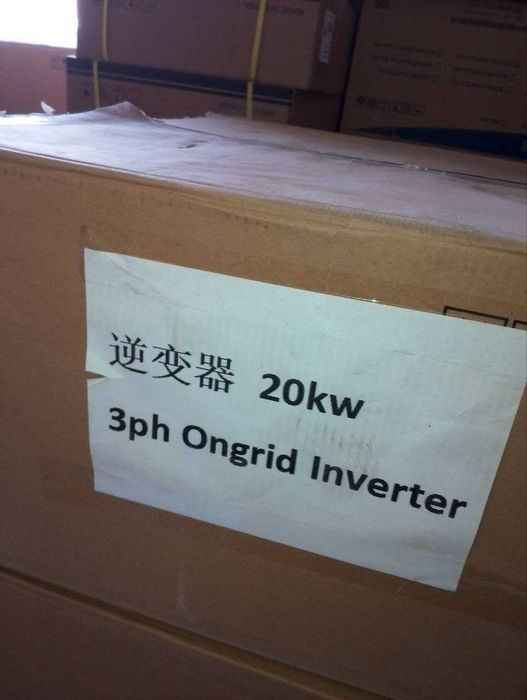 逆变器 20kw
3ph Ongrid Inverter